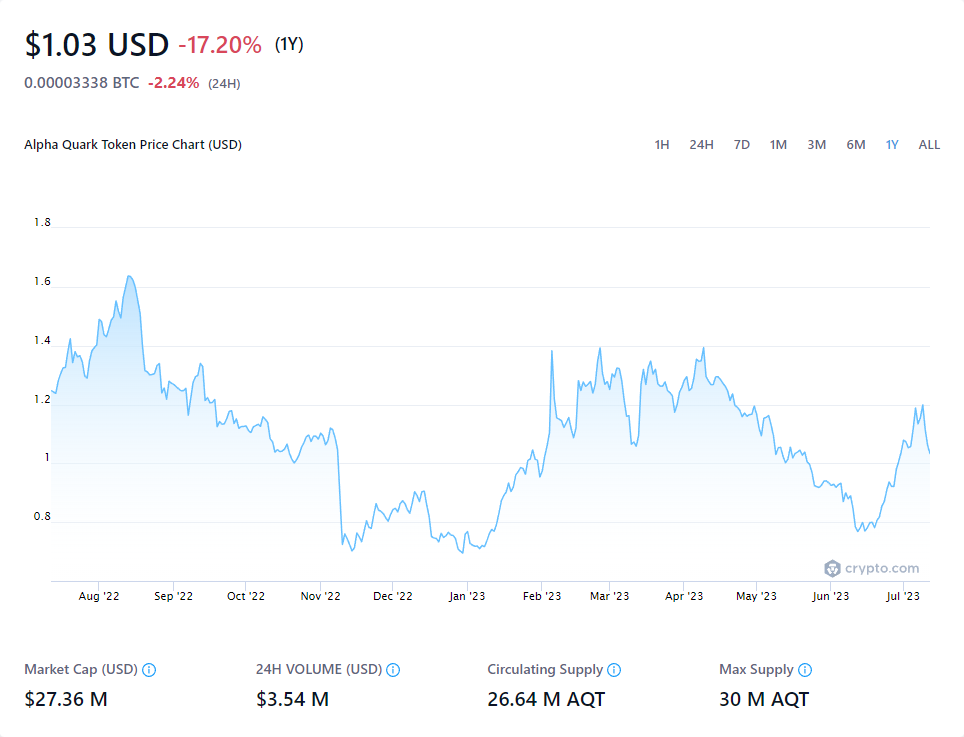 $1.03 USD -17.20% (1Y)
0.00003338 BTC -2.24% (24H)
Alpha Quark Token Price Chart (USD) 1H 24H 7D 1M 3M 6M 1Y ALL
1.8
1.6
1.4
1.2
1
0.8
crypto.com
Aug '22 Sep '22 Oct '22 Nov '22 Dec '22 Jan '23 Feb '23 Mar '23 Apr '23 May '23 Jun '23 Jul '23
Market Cap (USD) 24H VOLUME (USD) Circulating Supply Max Supply
$27.36 M $3.54 M 26.64 M AQT 30 M AQT